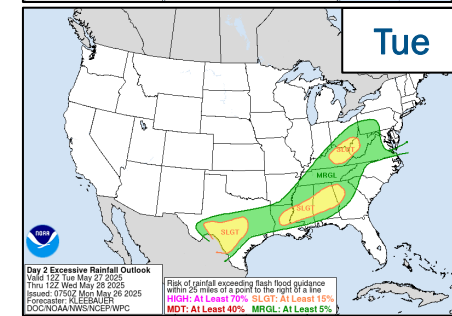 Tue
SLGT
MRGL
SLGT
SLGT
NOAA
Day 2 Excessive Rainfall Outlook
Valid 12Z Tue May 27 2025
Thru 12Z Wed May 28 2025
Issued: 0750Z Mon May 26 2025
Forecaster: KLEEBAUER
DOC/NOAA/NWS/NCEP/WPC
Risk of rainfall exceeding flash flood guidance
within 25 miles of a point to the right of a line
HIGH: At Least 70% SLGT: At Least 15%
MDT: At Least 40% MRGL: At Least 5%